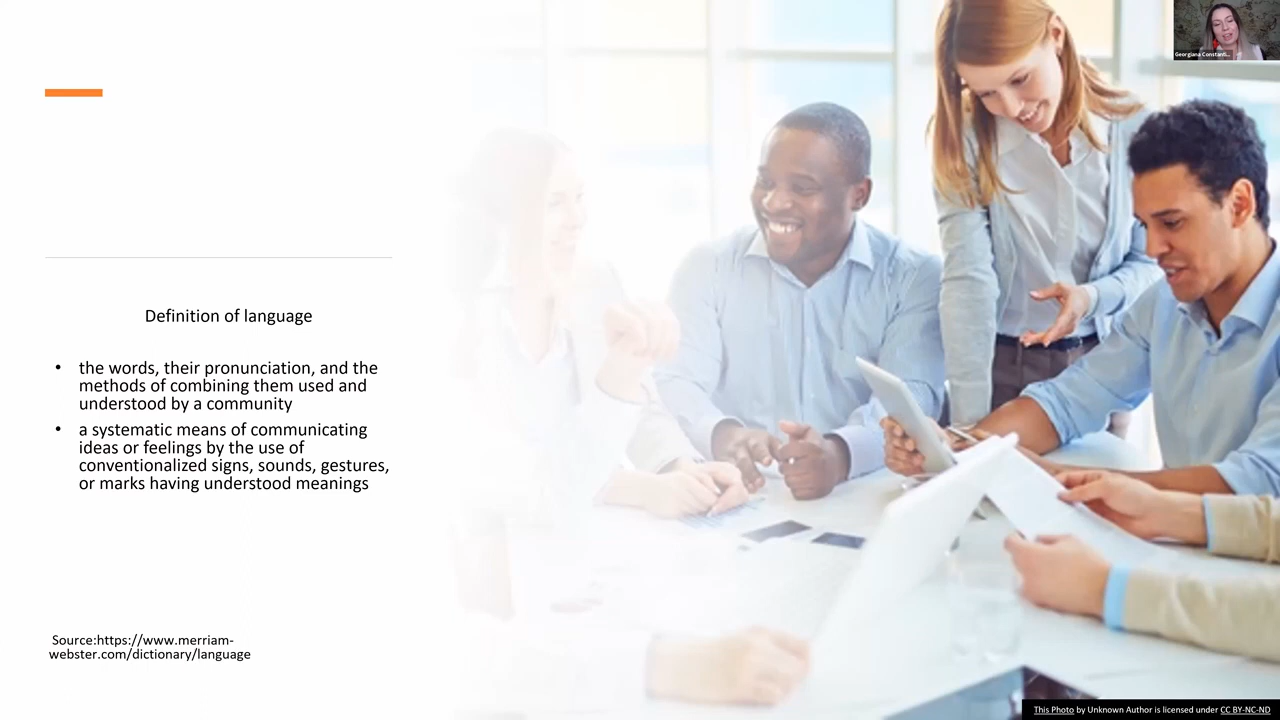 Georgiana Constanti...
Definition of language
• the words, their pronunciation, and the
methods of combining them used and
understood by a community
• a systematic means of communicating
ideas or feelings by the use of
conventionalized signs, sounds, gestures,
or marks having understood meanings
Source:https://www.merriam-
webster.com/dictionary/language
This Photo by Unknown Author is licensed under CC BY-NC-ND